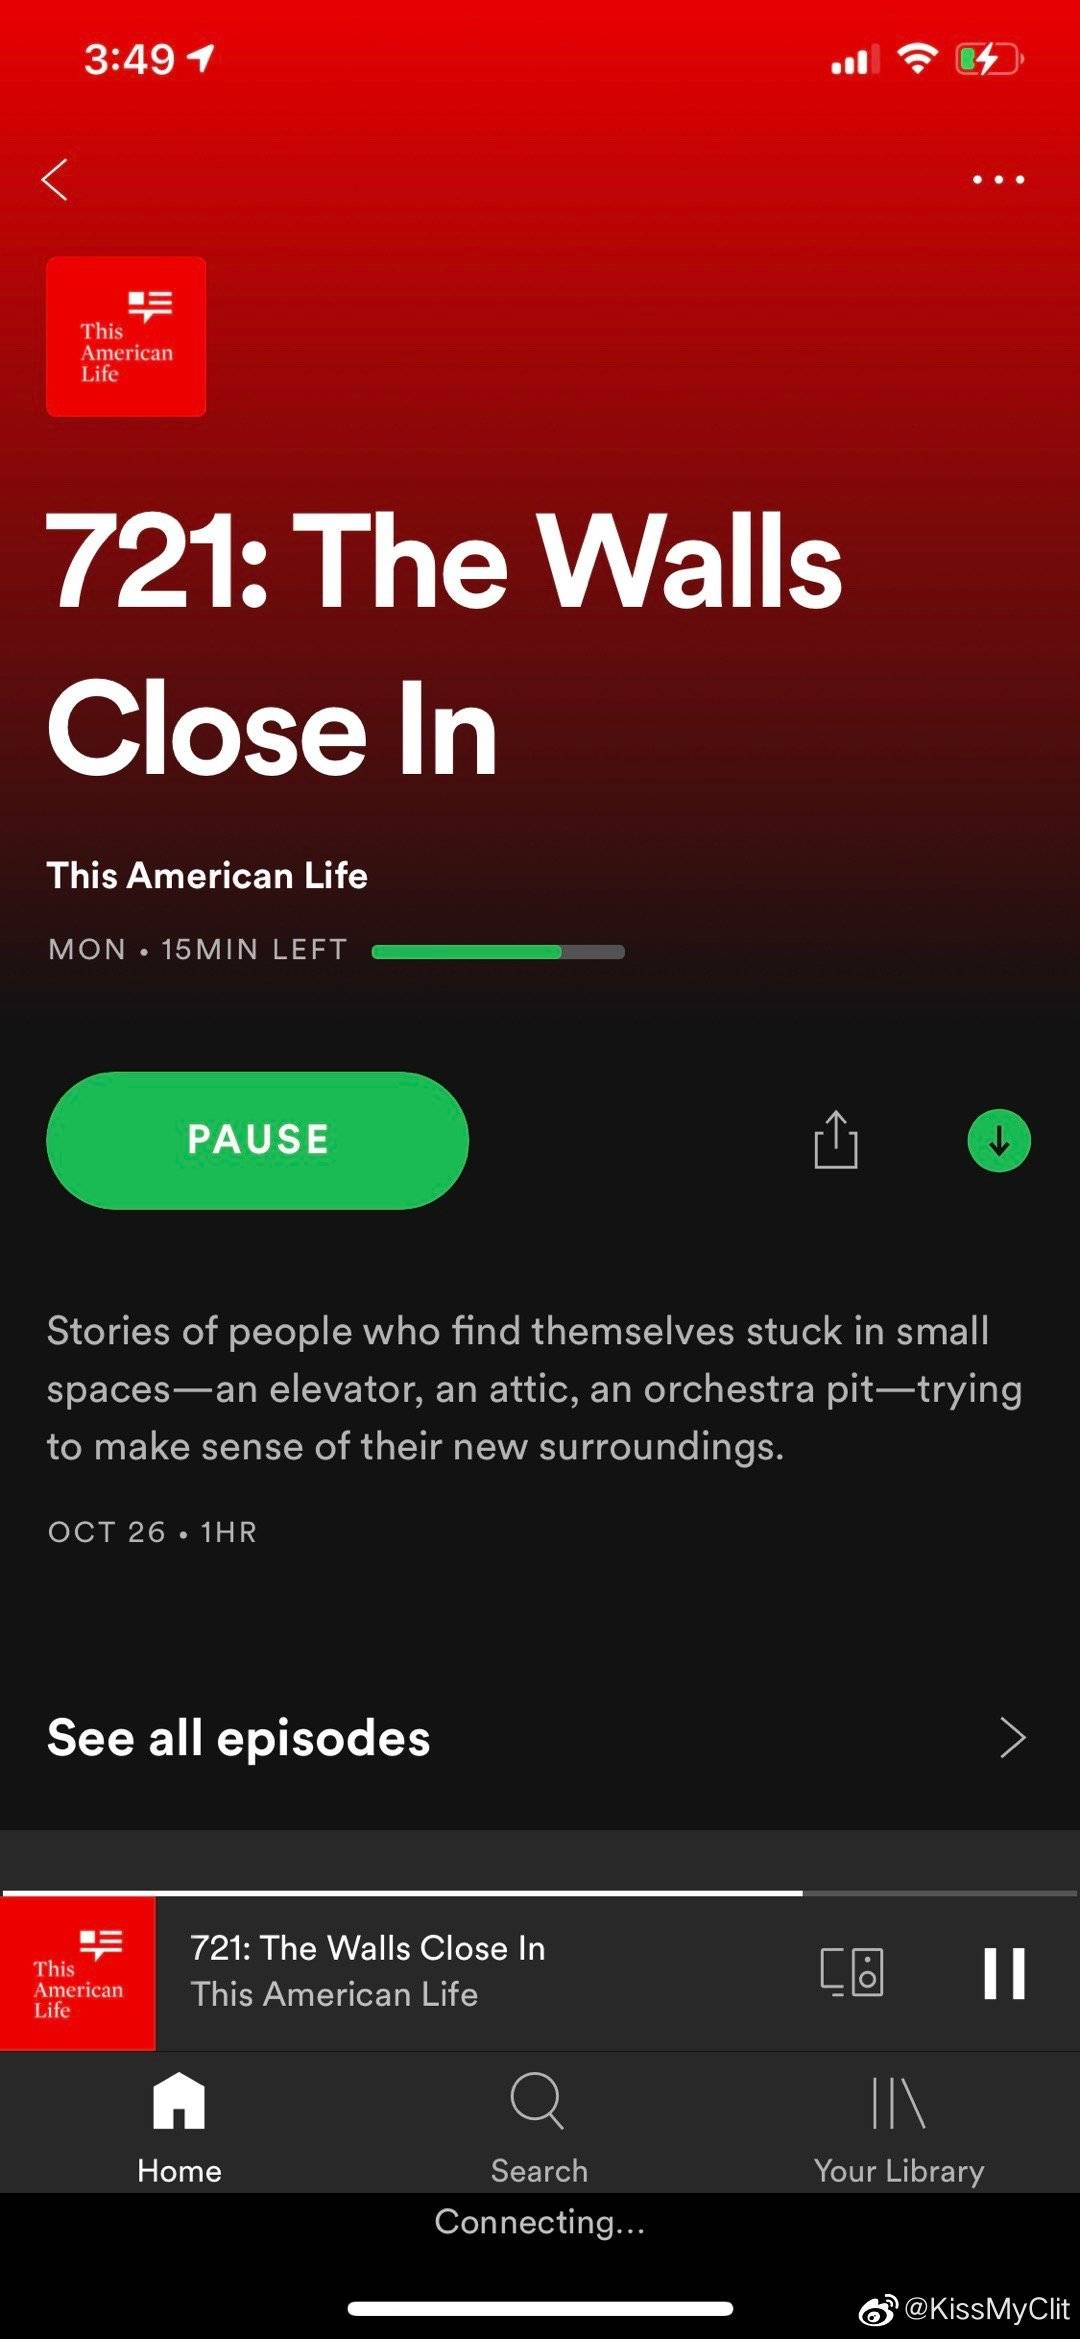 3:49
This
American
Life
721: The Walls
Close In
This American Life
MON • 15MIN LEFT
PAUSE
Stories of people who find themselves stuck in small
spaces—an elevator, an attic, an orchestra pit—trying
to make sense of their new surroundings.
OCT 26 • 1HR
See all episodes
This
American
Life
721: The Walls Close In
This American Life
Home
Search
Your Library
Connecting...
@KissMyClit